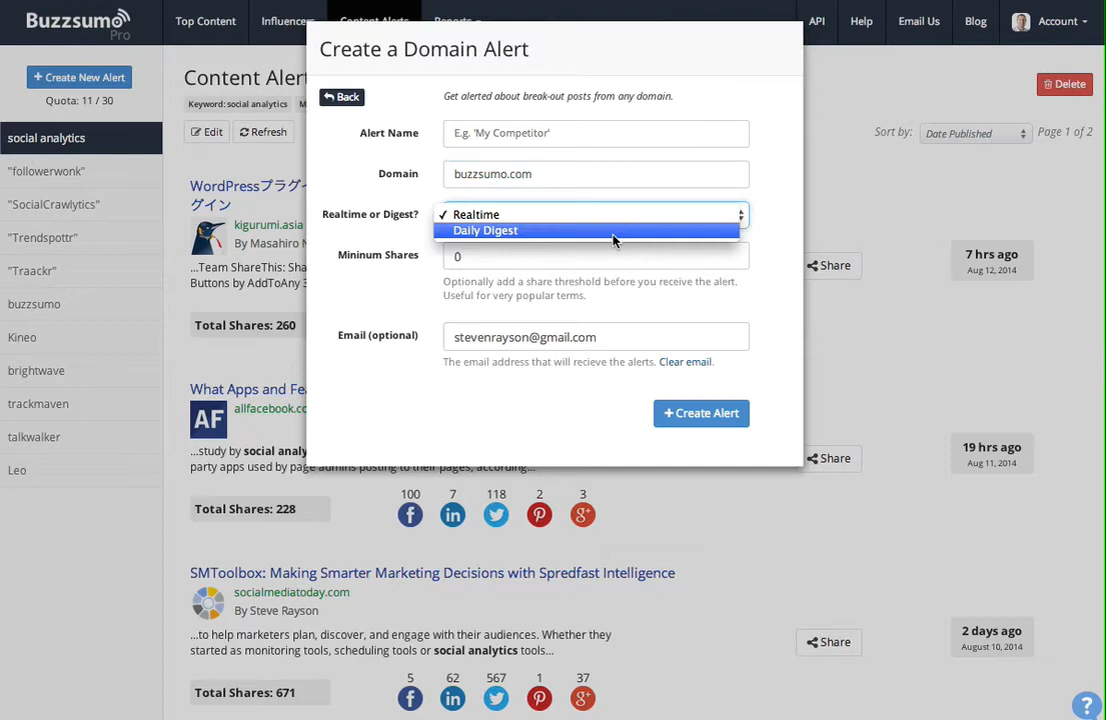 Buzzsumo
Pro
Top Content
Influencers
Content Alerts
Reports
API
Help
Email Us
Blog
Account
+ Create New Alert
Quota: 11 / 30
social analytics
"followerwonk"
"SocialCrawlytics"
"Trendspottr"
"Traackr"
buzzsumo
Kineo
brightwave
trackmaven
talkwalker
Leo
Content Alert
Keyword: social analytics
Edit
Refresh
Delete
Sort by:
Date Published
Page 1 of 2
Create a Domain Alert
Back
Get alerted about break-out posts from any domain.
Alert Name
E.g. 'My Competitor'
Domain
buzzsumo.com
Realtime or Digest?
✓ Realtime
Daily Digest
Mininum Shares
0
Optionally add a share threshold before you receive the alert.
Useful for very popular terms.
Email (optional)
stevenrayson@gmail.com
The email address that will recieve the alerts. Clear email.
+ Create Alert
WordPressプラグイ
グイン
kigurumi.asia
By Masahiro N
...Team ShareThis: Sha
Buttons by AddToAny
Total Shares: 260
Share
7 hrs ago
Aug 12, 2014
What Apps and Fea
AF
allfacebook.co
...study by social analy
party apps used by page admins posting to their pages, according...
Total Shares: 228
100
7
118
2
3
Share
19 hrs ago
Aug 11, 2014
SMToolbox: Making Smarter Marketing Decisions with Spredfast Intelligence
socialmediatoday.com
By Steve Rayson
...to help marketers plan, discover, and engage with their audiences. Whether they
started as monitoring tools, scheduling tools or social analytics tools...
Total Shares: 671
5
62
567
1
37
Share
2 days ago
August 10, 2014